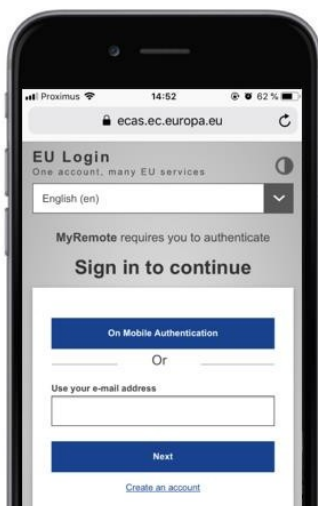 Proximus 14:52 62 %
ecas.ec.europa.eu
EU Login
One account, many EU services
English (en)
MyRemote requires you to authenticate
Sign in to continue
On Mobile Authentication
Or
Use your e-mail address
Next
Create an account